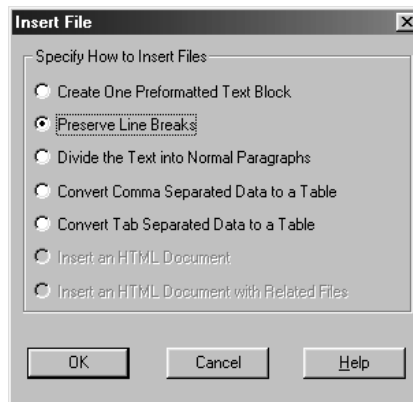 Insert File
Specify How to Insert Files
Create One Preformatted Text Block
Preserve Line Breaks
Divide the Text into Normal Paragraphs
Convert Comma Separated Data to a Table
Convert Tab Separated Data to a Table
Insert an HTML Document
Insert an HTML Document with Related Files
OK Cancel Help